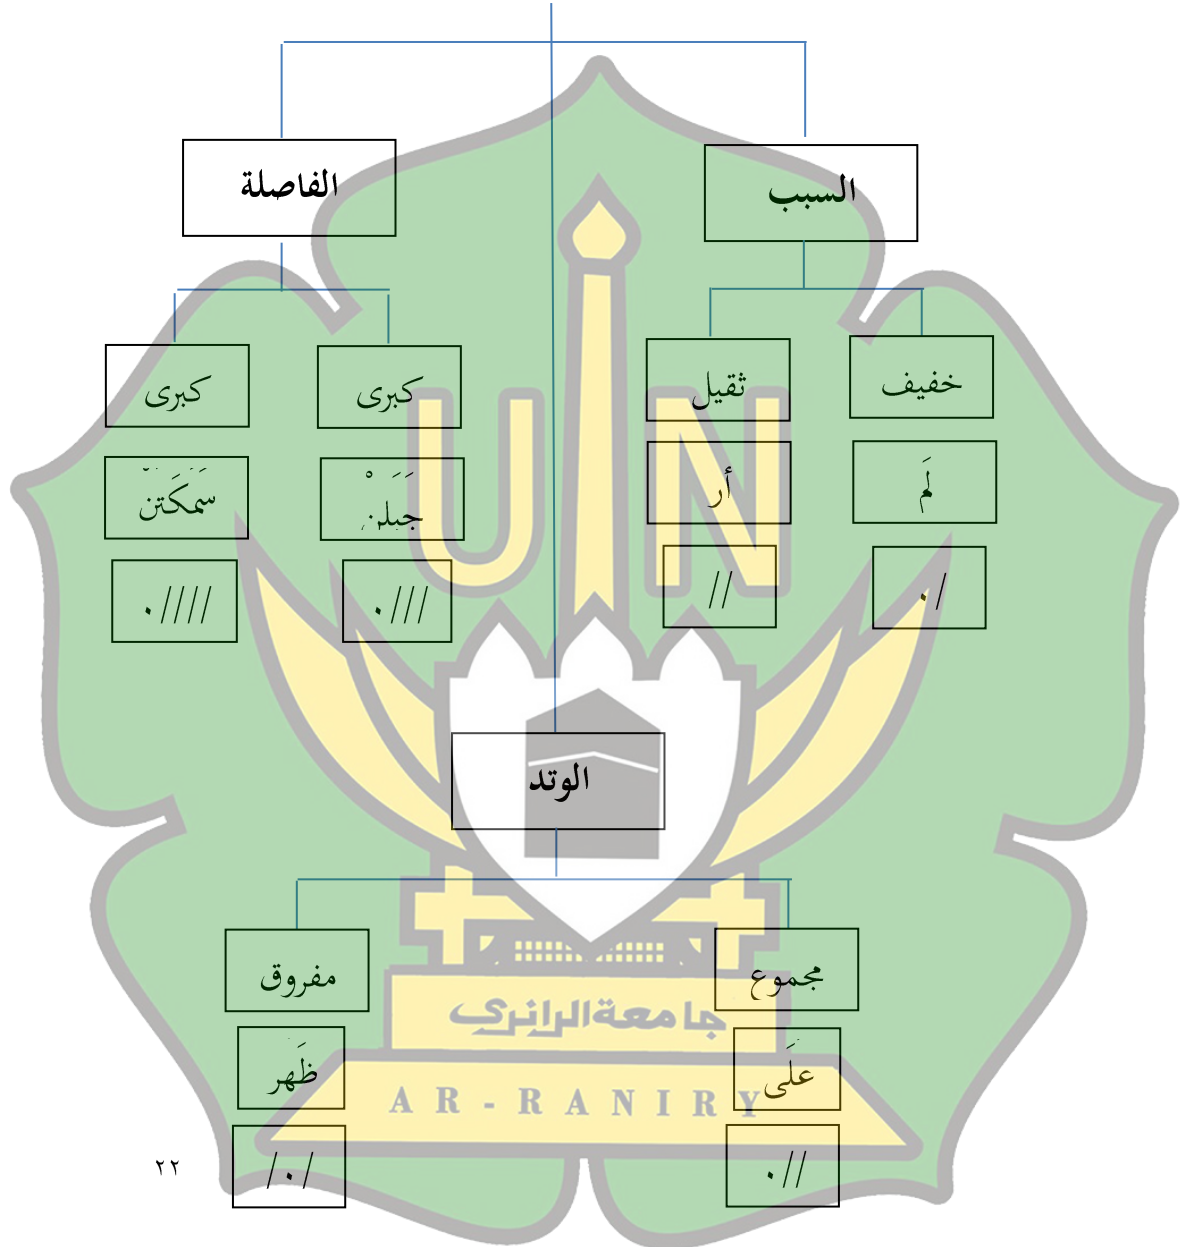 السبب
الفاصلة
خفيف
ثقيل
كبرى
كبرى
لَم
أر
جَبَلَنْ
سَمَكَتن
/٠
//
///٠
////٠
UIN
الوتد
مجموع
مفروق
جامعة الرانري
علَى
ظَهر
AR-RANIRY
//٠
/٠/
٢٢